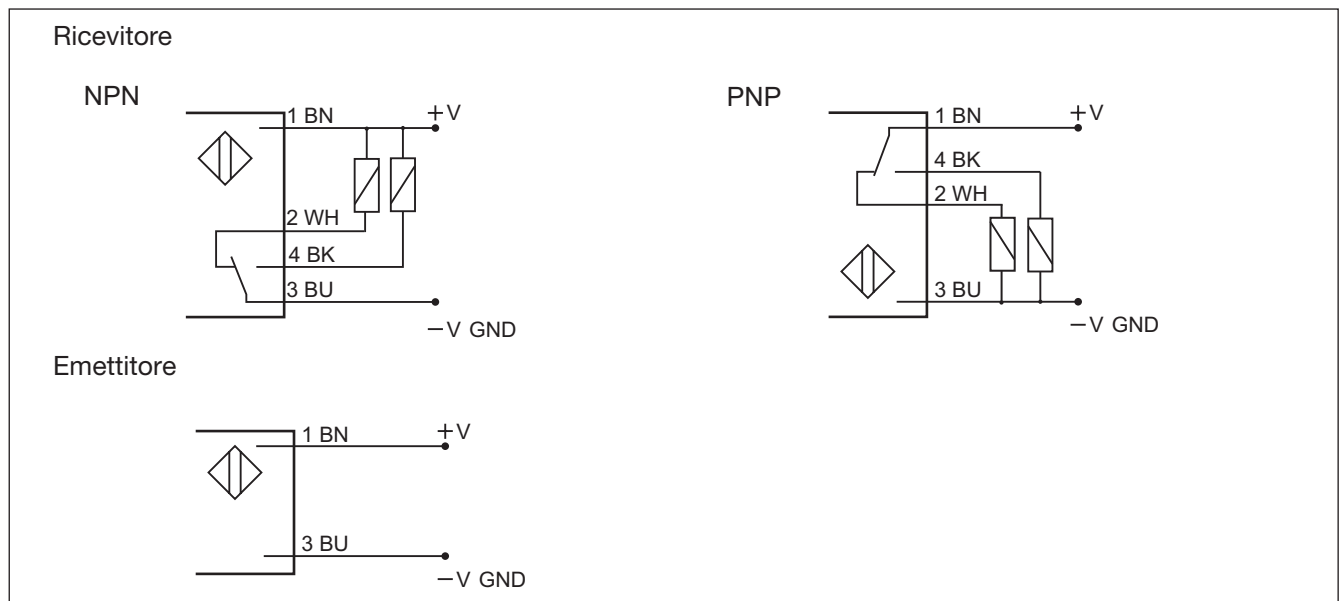 Ricevitore
NPN
1 BN
+V
2 WH
4 BK
3 BU
−V GND
PNP
1 BN
+V
4 BK
2 WH
3 BU
−V GND
Emettitore
1 BN
+V
3 BU
−V GND